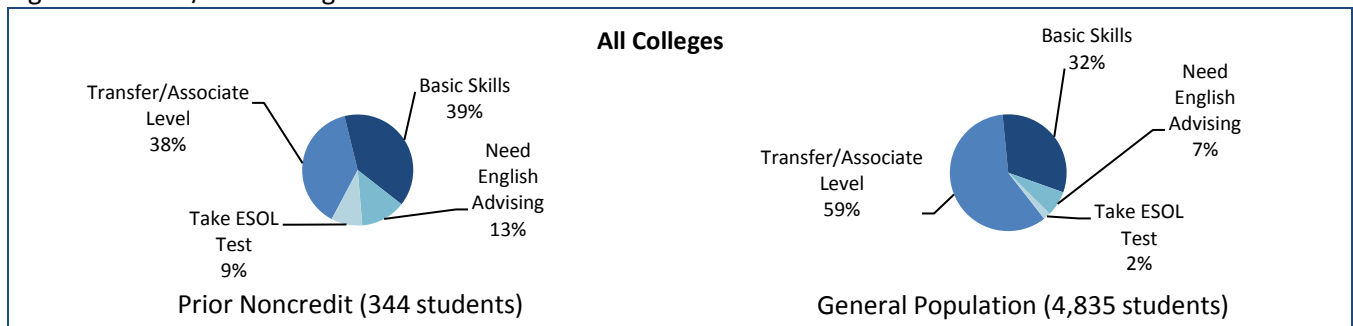 All Colleges
Transfer/Associate
Level
38%
Basic Skills
39%
Need
English
Advising
13%
Take ESOL
Test
9%
Prior Noncredit (344 students)
Basic Skills
32%
Need
English
Advising
7%
Transfer/Associate
Level
59%
Take ESOL
Test
2%
General Population (4,835 students)